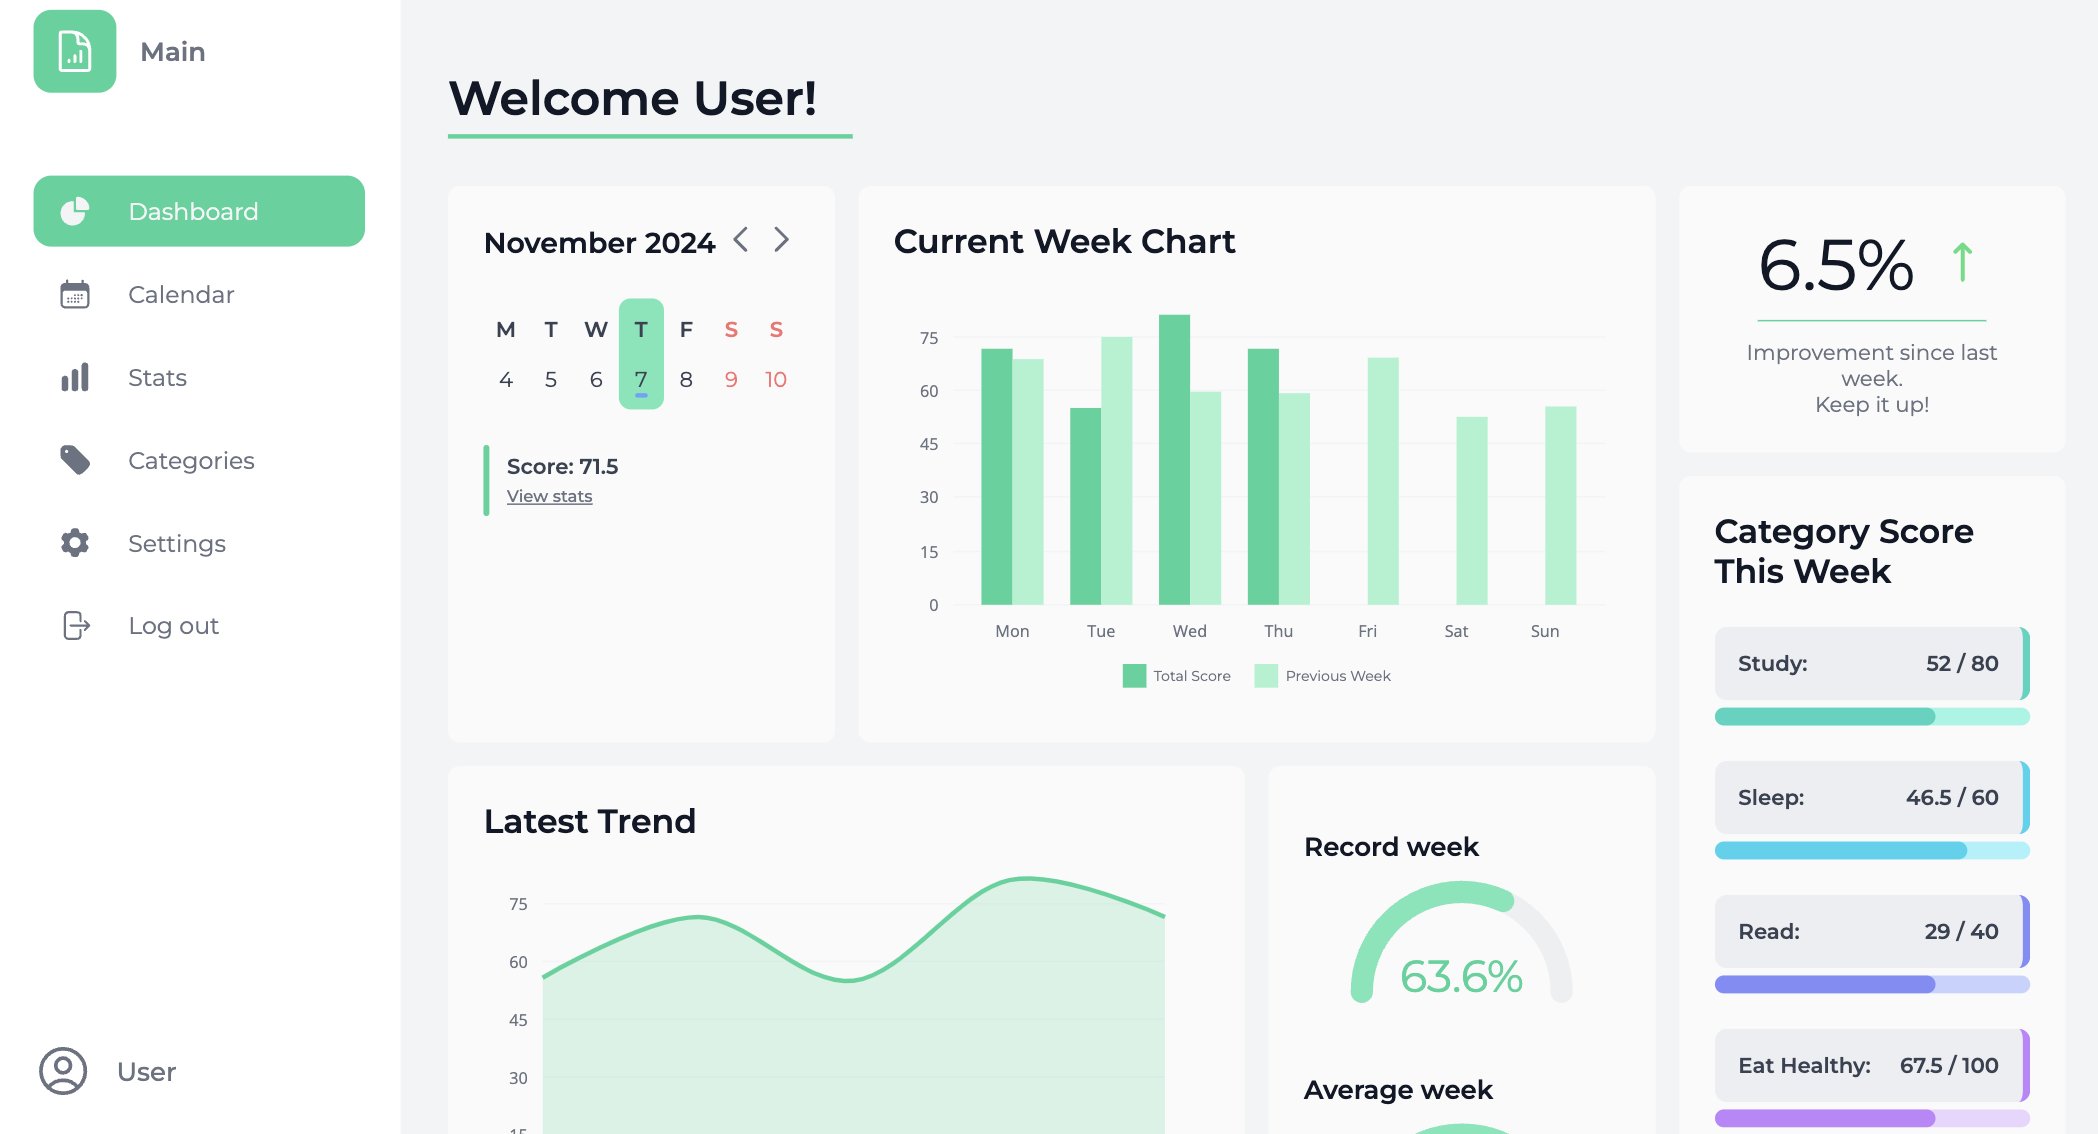 Main
Dashboard
Calendar
Stats
Categories
Settings
Log out
User
Welcome User!
November 2024
M T W T F S S
4 5 6 7 8 9 10
Score: 71.5
View stats
Current Week Chart
75
60
45
30
15
0
Mon Tue Wed Thu Fri Sat Sun
Total Score Previous Week
6.5%
Improvement since last
week.
Keep it up!
Category Score
This Week
Study: 52 / 80
Sleep: 46.5 / 60
Read: 29 / 40
Eat Healthy: 67.5 / 100
Latest Trend
75
60
45
30
15
Record week
63.6%
Average week